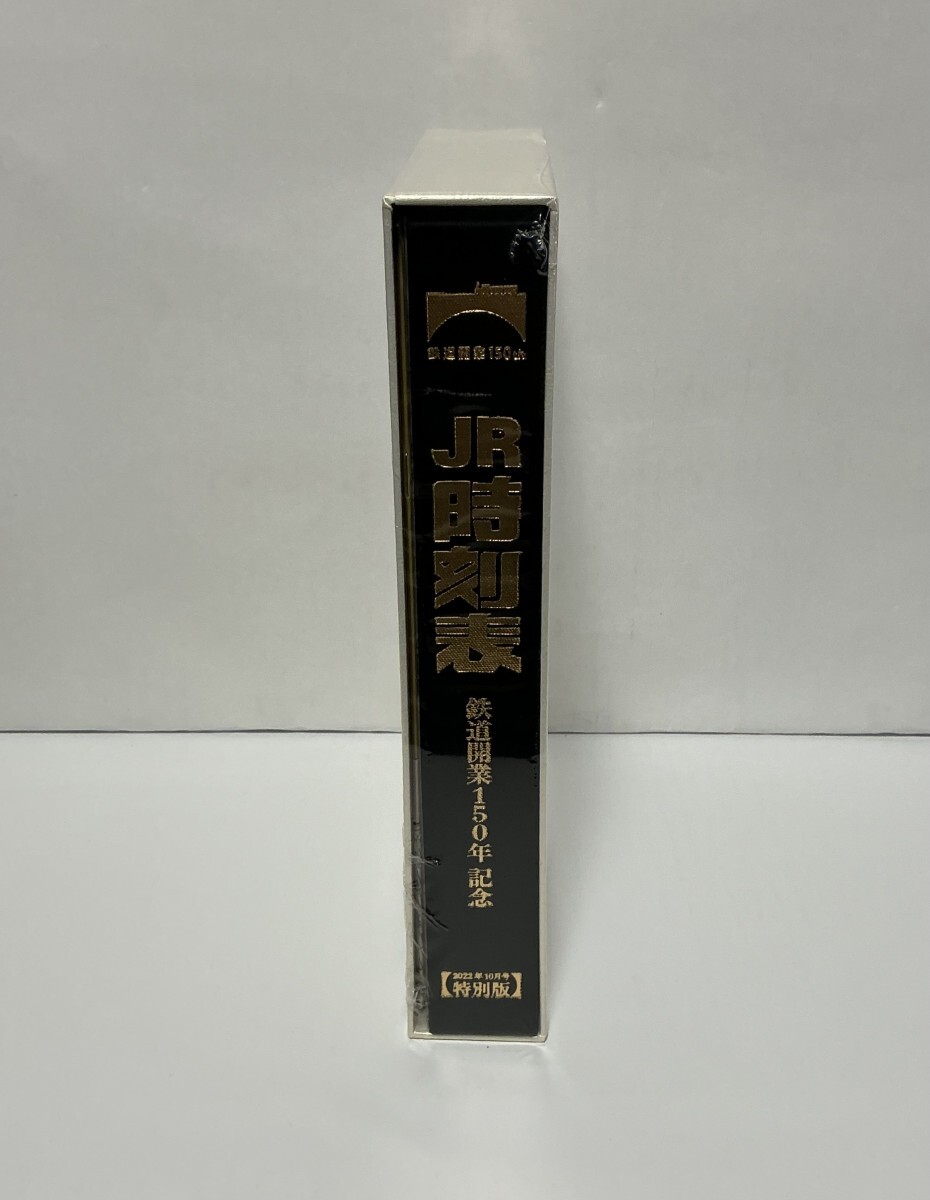 鉄道開業150th
JR
時刻表
鉄道開業150年 記念
2022年10月号
【特別版】